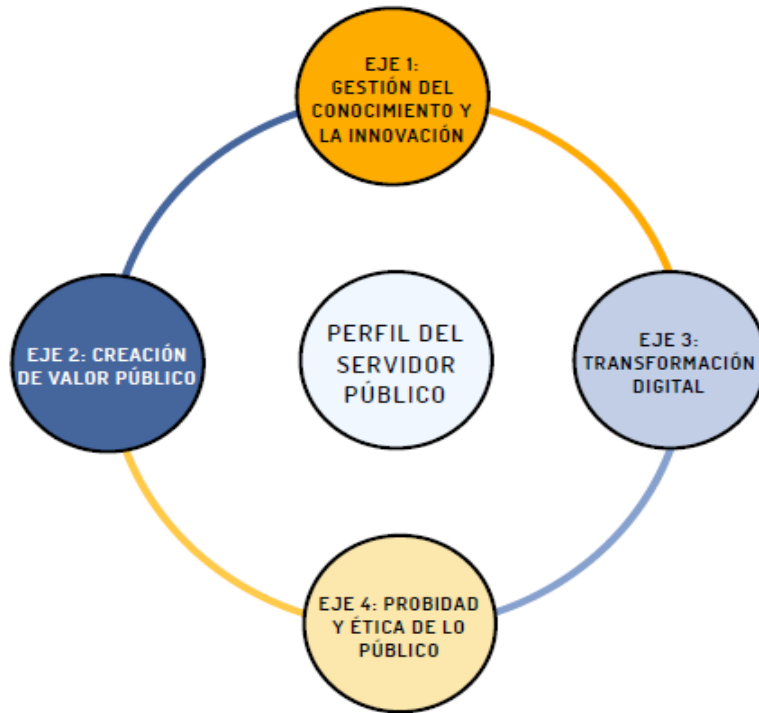 EJE 1:
GESTIÓN DEL
CONOCIMIENTO Y
LA INNOVACIÓN
EJE 2: CREACIÓN
DE VALOR PÚBLICO
PERFIL DEL
SERVIDOR
PÚBLICO
EJE 3:
TRANSFORMACIÓN
DIGITAL
EJE 4: PROBIDAD
Y ÉTICA DE LO
PÚBLICO